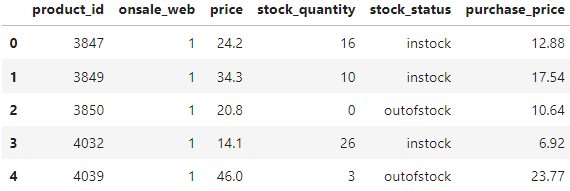 product_id onsale_web price stock_quantity stock_status purchase_price
0 3847 1 24.2 16 instock 12.88
1 3849 1 34.3 10 instock 17.54
2 3850 1 20.8 0 outofstock 10.64
3 4032 1 14.1 26 instock 6.92
4 4039 1 46.0 3 outofstock 23.77